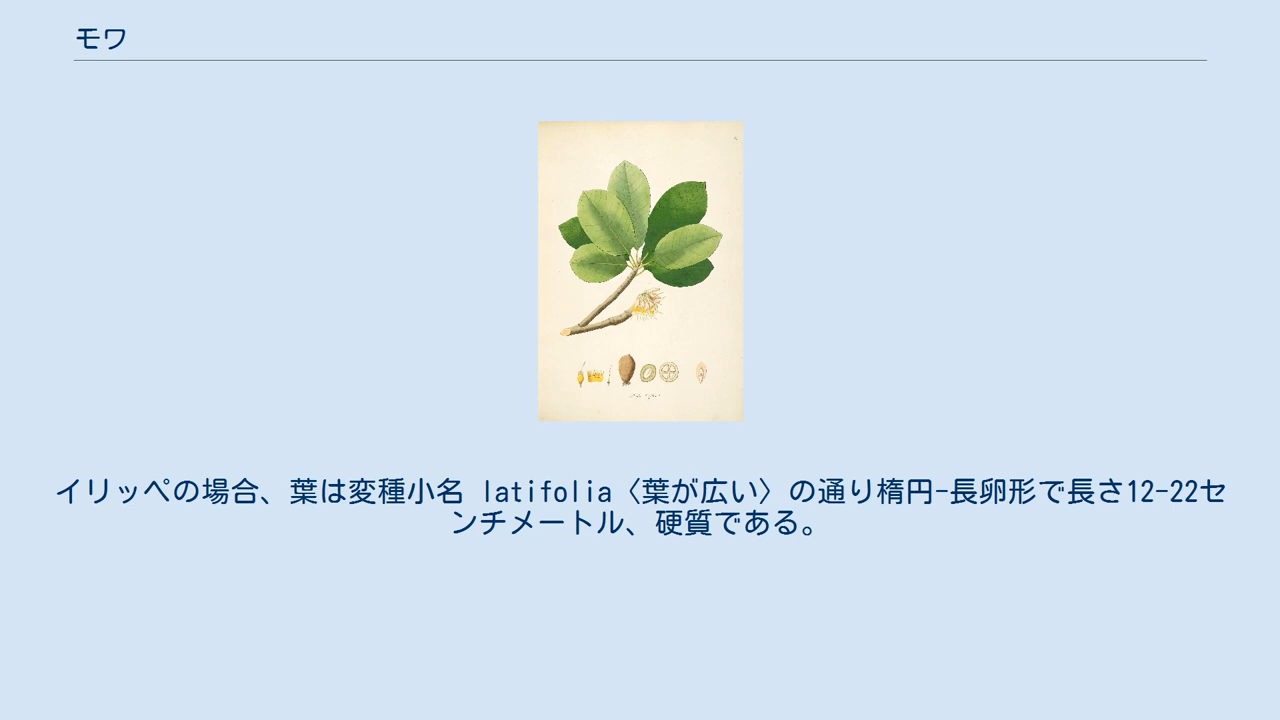 モワ
イリッペの場合、葉は変種小名 latifolia〈葉が広い〉の通り楕円-長卵形で長さ12-22セ
ンチメートル、硬質である。